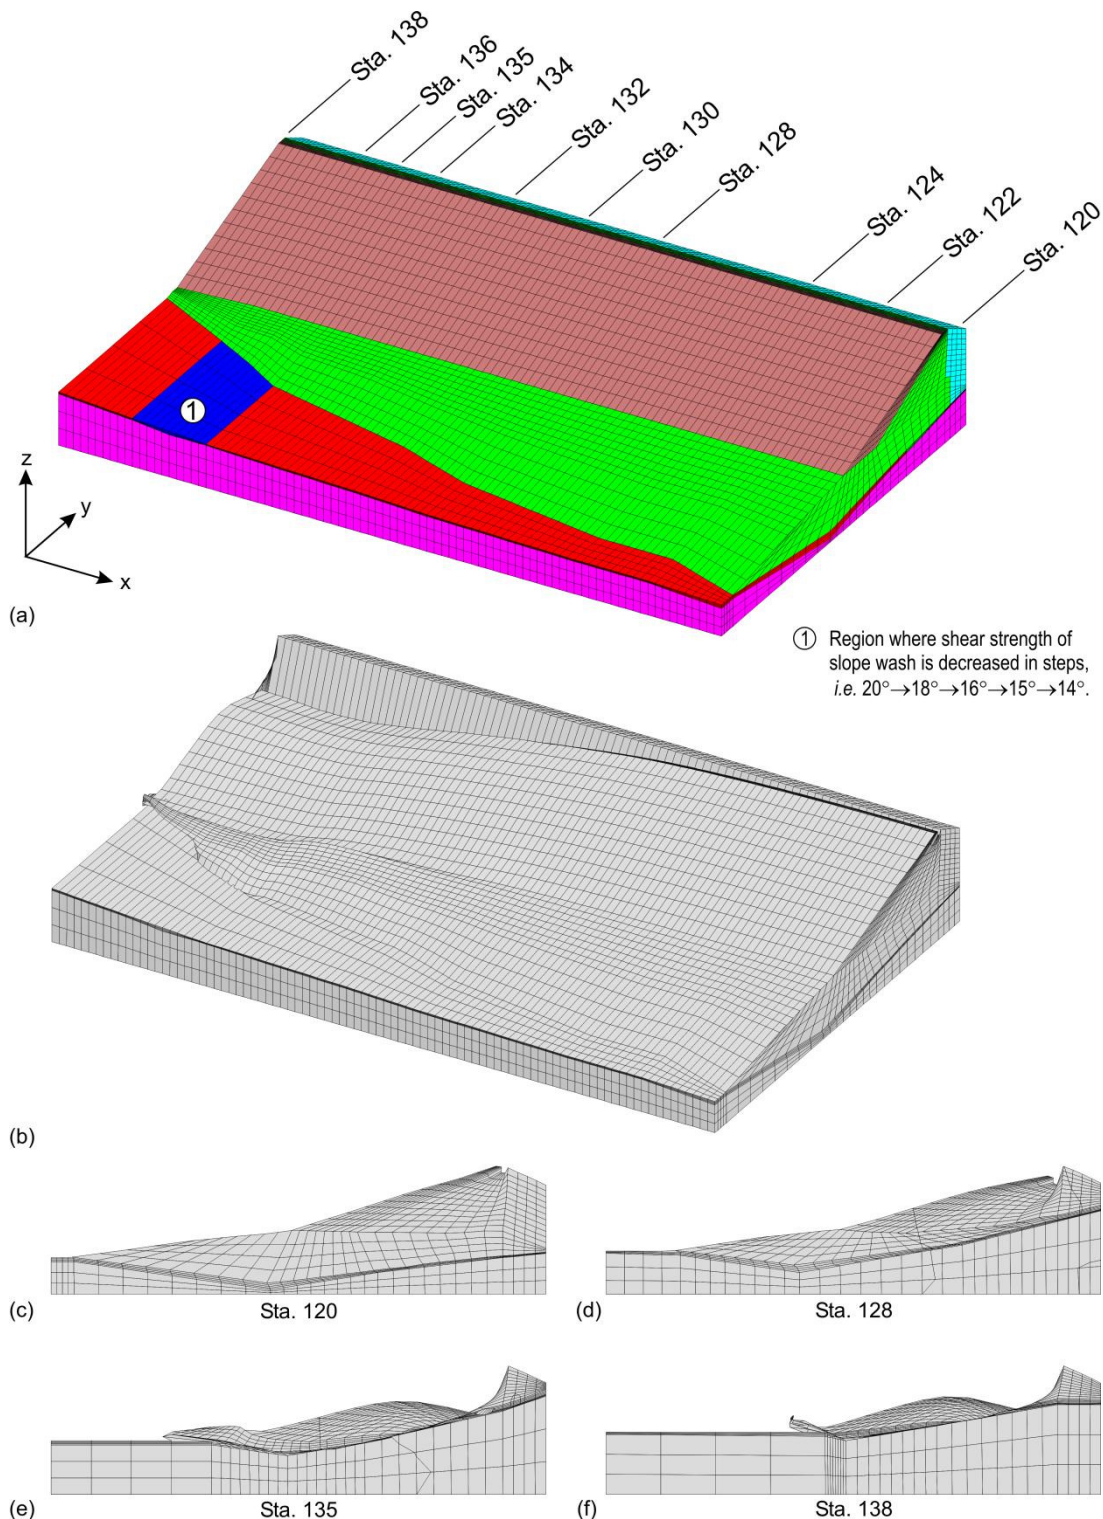 Sta. 138
Sta. 136
Sta. 135
Sta. 134
Sta. 132
Sta. 130
Sta. 128
Sta. 124
Sta. 122
Sta. 120
1
z
y
x
(a)
① Region where shear strength of
slope wash is decreased in steps,
i.e. 20°→18°→16°→15°→14°.
(b)
(c)
Sta. 120
(d)
Sta. 128
(e)
Sta. 135
(f)
Sta. 138